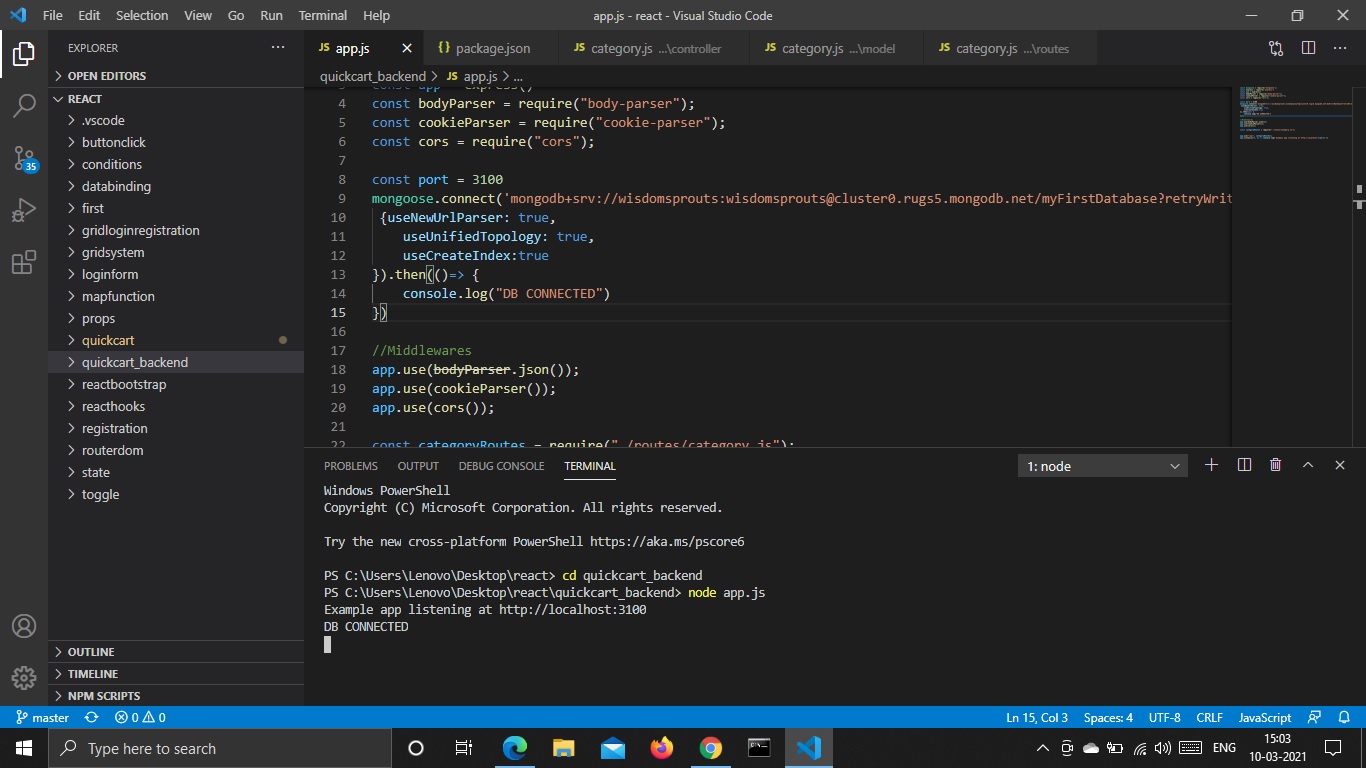 File Edit Selection View Go Run Terminal Help app.js - react - Visual Studio Code
EXPLORER
OPEN EDITORS
REACT
.vscode
buttonclick
conditions
databinding
first
gridloginregistration
gridsystem
loginform
mapfunction
props
quickcart
quickcart_backend
reactbootstrap
reacthooks
registration
routerdom
state
toggle
OUTLINE
TIMELINE
NPM SCRIPTS
35
JS app.js
{} package.json
JS category.js ...\controller
JS category.js ...\model
JS category.js ...\routes
quickcart_backend > JS app.js > ...
const app = express()
4 const bodyParser = require("body-parser");
5 const cookieParser = require("cookie-parser");
6 const cors = require("cors");
7
8 const port = 3100
9 mongoose.connect('mongodb+srv://wisdomsprouts:wisdomsprouts@cluster0.rugs5.mongodb.net/myFirstDatabase?retryWrit
10 {useNewUrlParser: true,
11 useUnifiedTopology: true,
12 useCreateIndex:true
13 }).then(()=> {
14 console.log("DB CONNECTED")
15 })
16
17 //Middlewares
18 app.use(bodyParser.json());
19 app.use(cookieParser());
20 app.use(cors());
21
22 const categoryRoutes = require("./routes/category.js");
PROBLEMS OUTPUT DEBUG CONSOLE TERMINAL 1: node
Windows PowerShell
Copyright (C) Microsoft Corporation. All rights reserved.
Try the new cross-platform PowerShell https://aka.ms/pscore6
PS C:\Users\Lenovo\Desktop\react> cd quickcart_backend
PS C:\Users\Lenovo\Desktop\react\quickcart_backend> node app.js
Example app listening at http://localhost:3100
DB CONNECTED
master 0 0 Ln 15, Col 3 Spaces: 4 UTF-8 CRLF JavaScript
Type here to search
ENG
15:03
10-03-2021